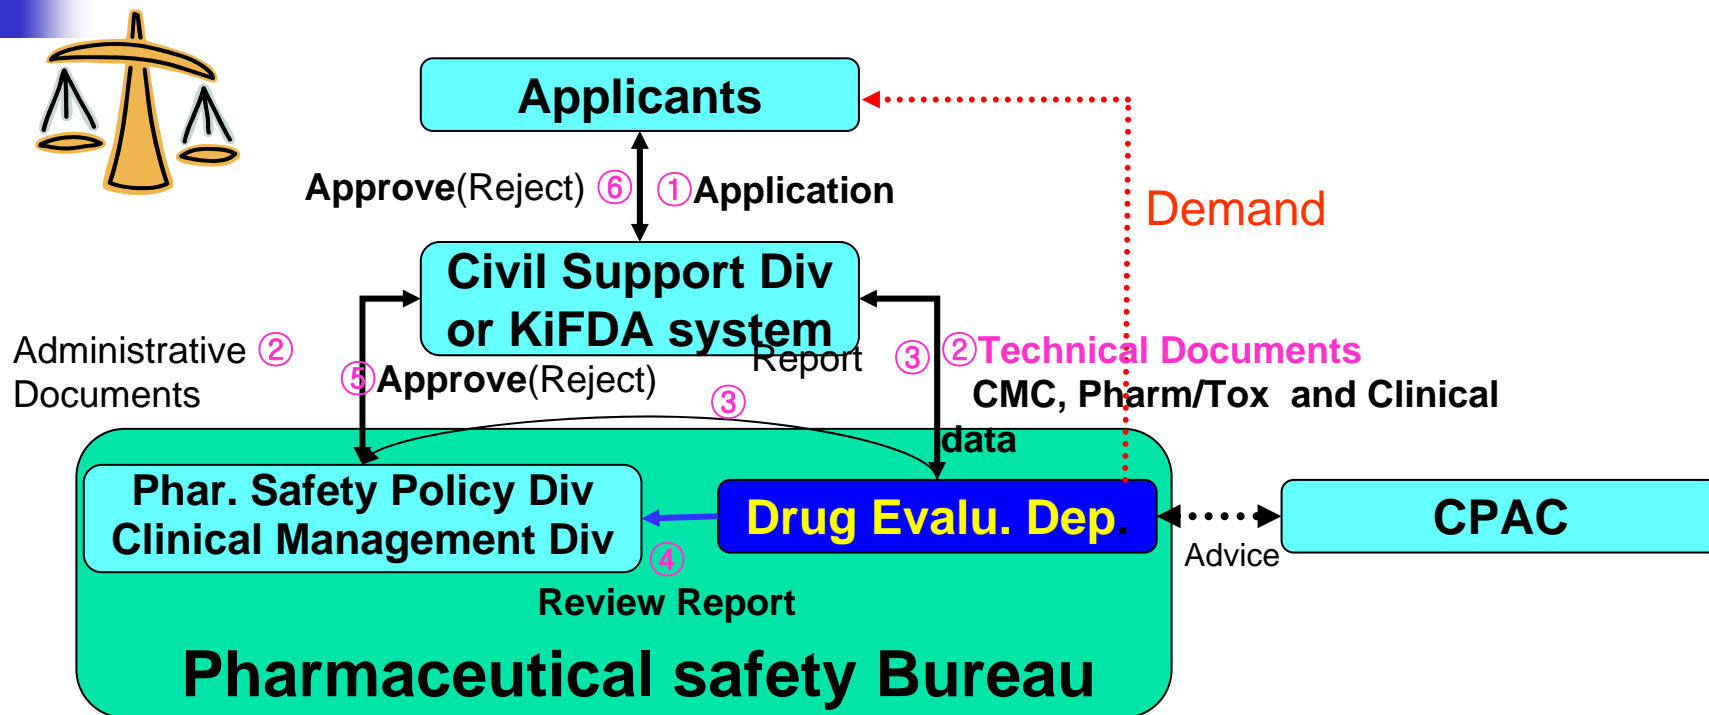 Applicants
Approve(Reject) ⑥ ①Application
Demand
Civil Support Div
or KiFDA system
Administrative ②
Documents
⑤Approve(Reject)
Report ③
②Technical Documents
CMC, Pharm/Tox and Clinical
data
③
Phar. Safety Policy Div
Clinical Management Div
Drug Evalu. Dep.
CPAC
Advice
④
Review Report
Pharmaceutical safety Bureau